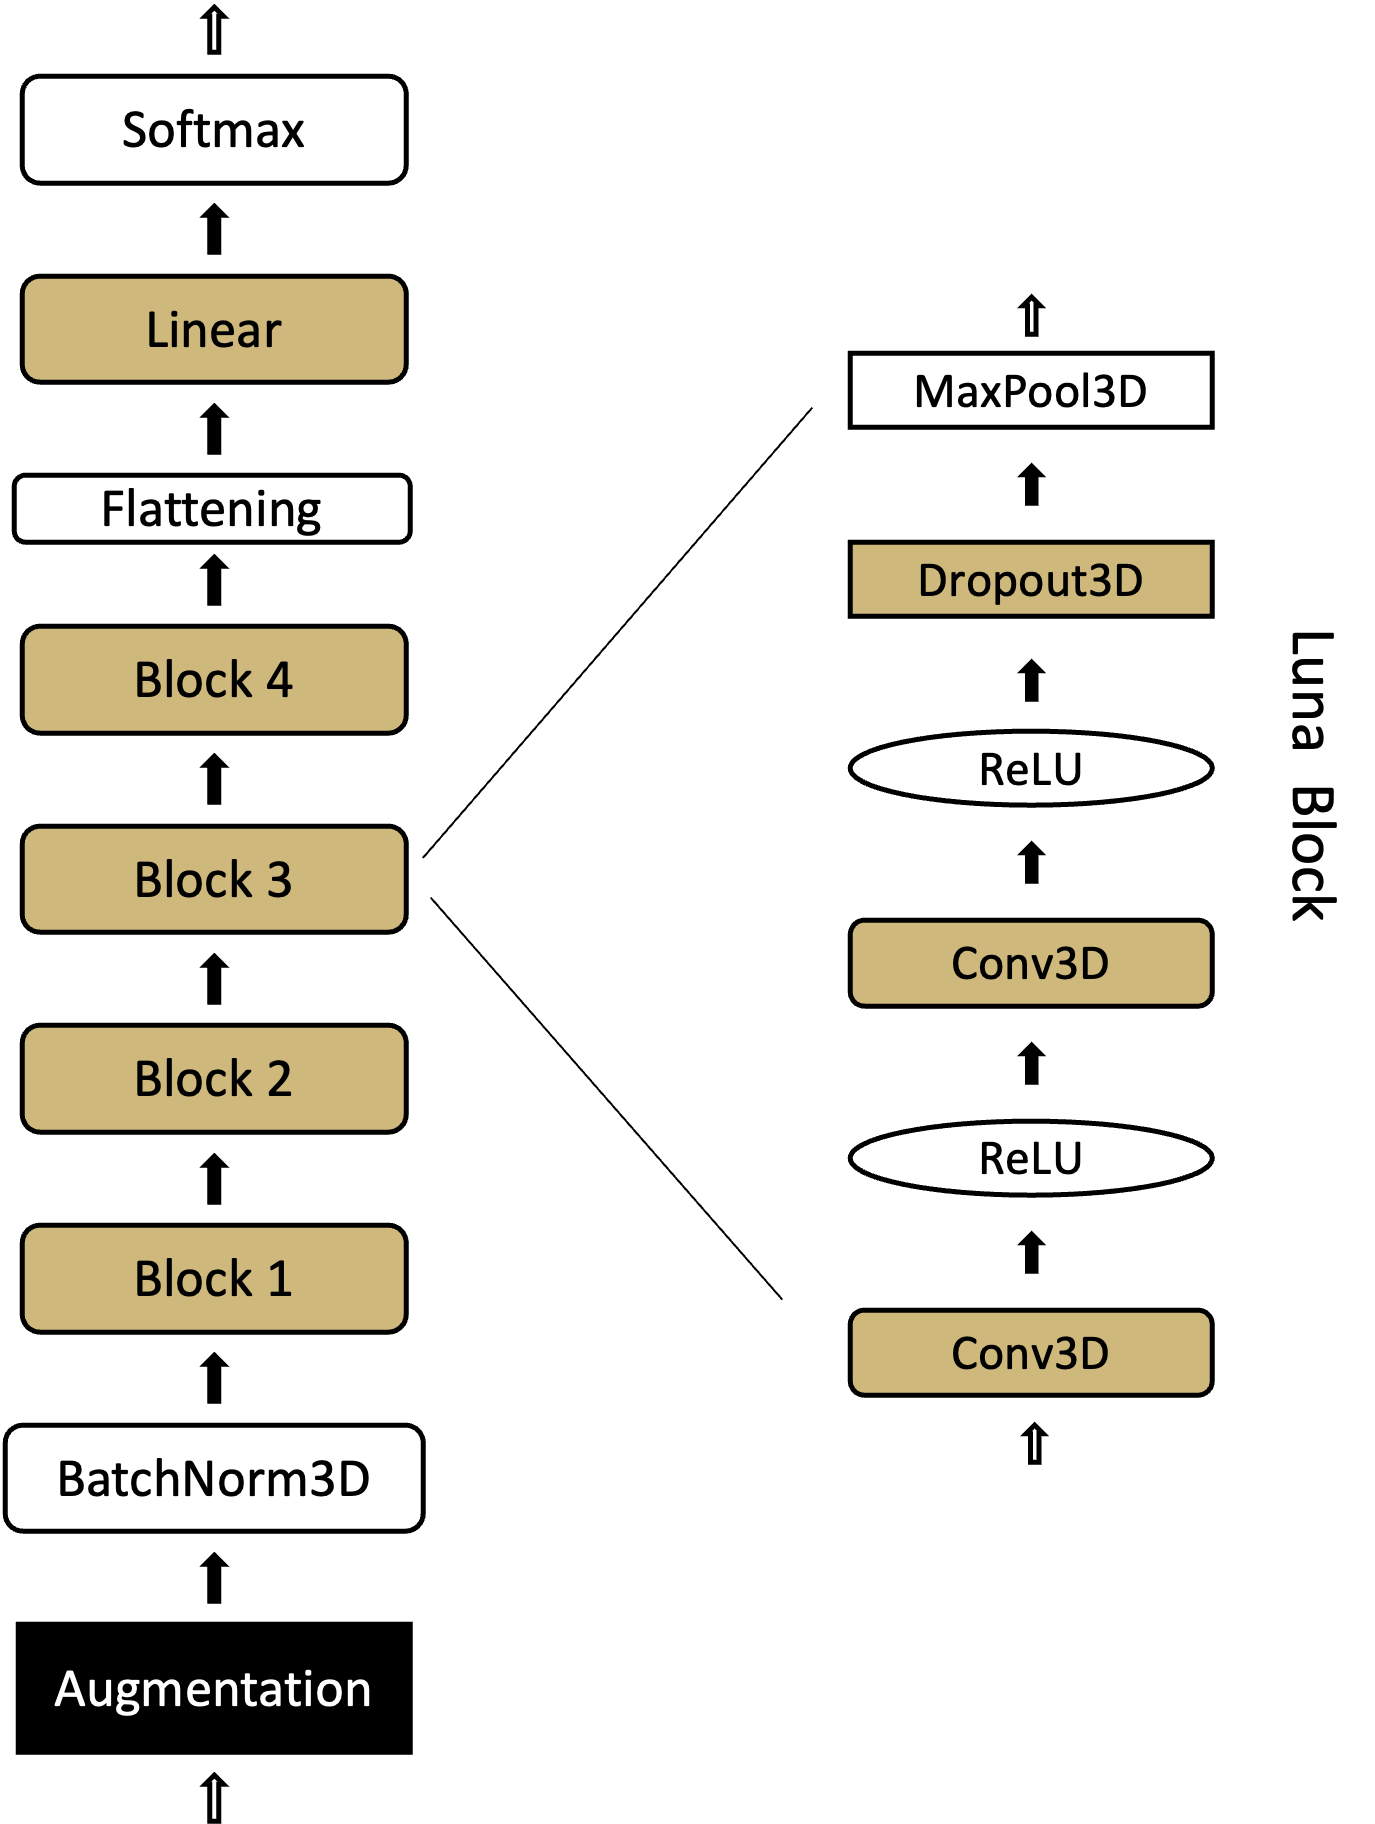 Softmax
Linear
Flattening
Block 4
Block 3
Block 2
Block 1
BatchNorm3D
Augmentation
MaxPool3D
Dropout3D
ReLU
Conv3D
ReLU
Conv3D
Luna Block